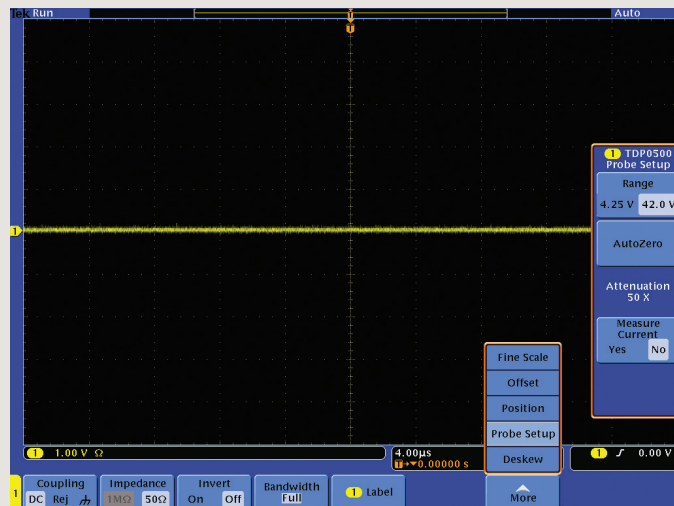 Tek Run Auto
1 TDP0500
Probe Setup
Range
4.25 V 42.0 V
AutoZero
Attenuation
50 X
Measure
Current
Yes No
Fine Scale
Offset
Position
Probe Setup
Deskew
More
1 1.00 V Ω
4.00µs
T→▼0.00000 s
1 0.00 V
1
Coupling
DC Rej
Impedance
1MΩ 50Ω
Invert
On Off
Bandwidth
Full
1 Label